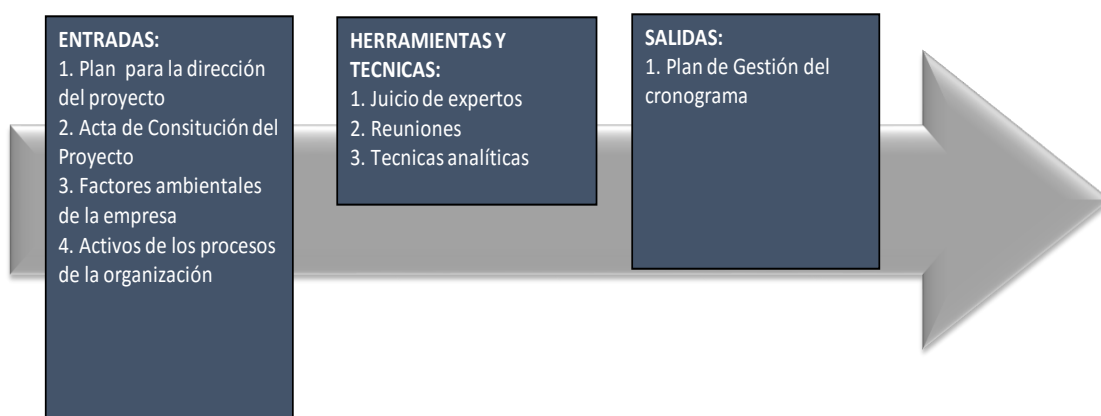 ENTRADAS:
1. Plan para la dirección
del proyecto
2. Acta de Consitución del
Proyecto
3. Factores ambientales
de la empresa
4. Activos de los procesos
de la organización
HERRAMIENTAS Y
TECNICAS:
1. Juicio de expertos
2. Reuniones
3. Tecnicas analíticas
SALIDAS:
1. Plan de Gestión del
cronograma